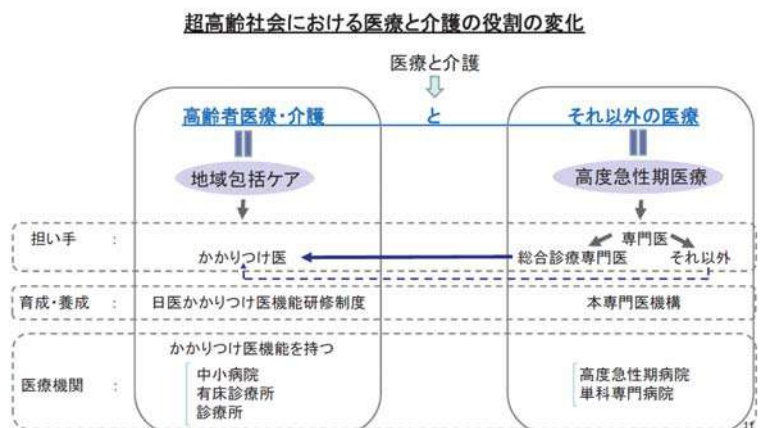 超高齢社会における医療と介護の役割の変化
医療と介護
高齢者医療・介護 と それ以外の医療
地域包括ケア 高度急性期医療
担い手 : 専門医
かかりつけ医 総合診療専門医 それ以外
育成・養成 : 日医かかりつけ医機能研修制度 本専門医機構
かかりつけ医機能を持つ
医療機関 :
中小病院
有床診療所
診療所
高度急性期病院
単科専門病院